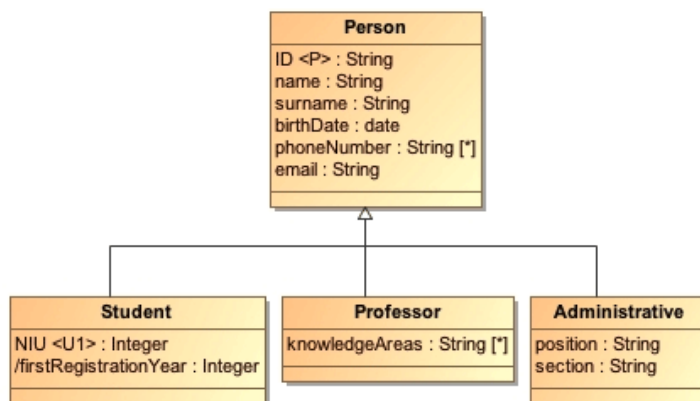 Person
ID <P> : String
name : String
surname : String
birthDate : date
phoneNumber : String [*]
email : String
Student
NIU <U1> : Integer
/firstRegistrationYear : Integer
Professor
knowledgeAreas : String [*]
Administrative
position : String
section : String